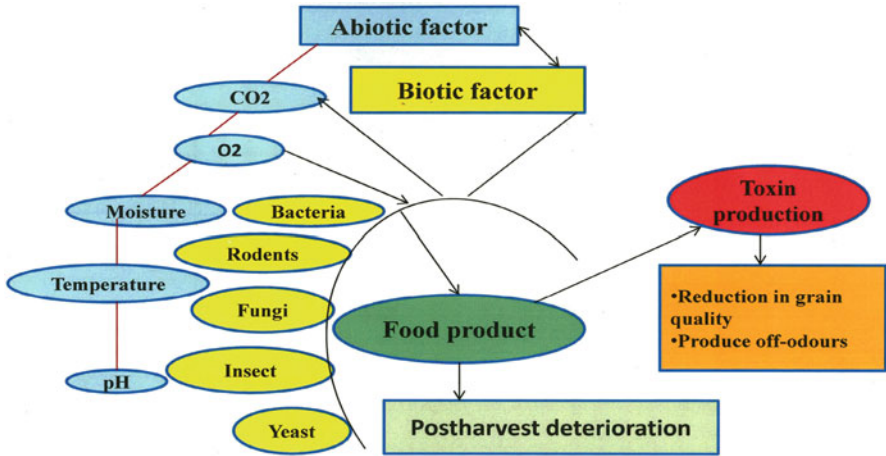 Abiotic factor
Biotic factor
CO2
O2
Moisture
Temperature
pH
Bacteria
Rodents
Fungi
Insect
Yeast
Food product
Postharvest deterioration
Toxin
production
•Reduction in grain
quality
•Produce off-odours